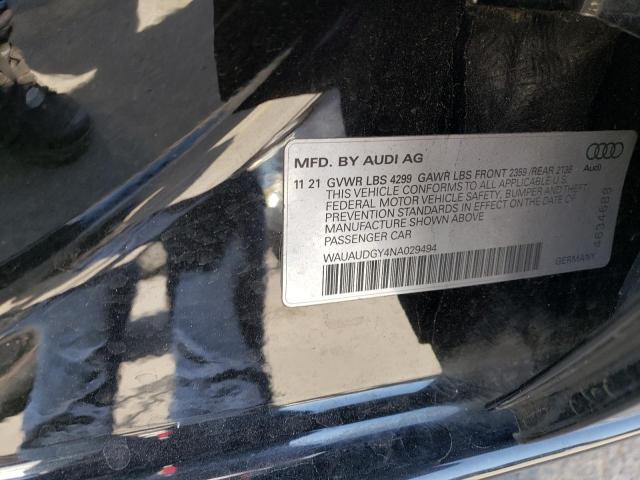 MFD. BY AUDI AG
11 21 GVWR LBS 4299 GAWR LBS FRONT 2359 /REAR 2138
THIS VEHICLE CONFORMS TO ALL APPLICABLE U.S.
FEDERAL MOTOR VEHICLE SAFETY, BUMPER AND THEFT
PREVENTION STANDARDS IN EFFECT ON THE DATE OF
MANUFACTURE SHOWN ABOVE
PASSENGER CAR
WAUAUDGY4NA029494
Audi
4634688
GERMANY